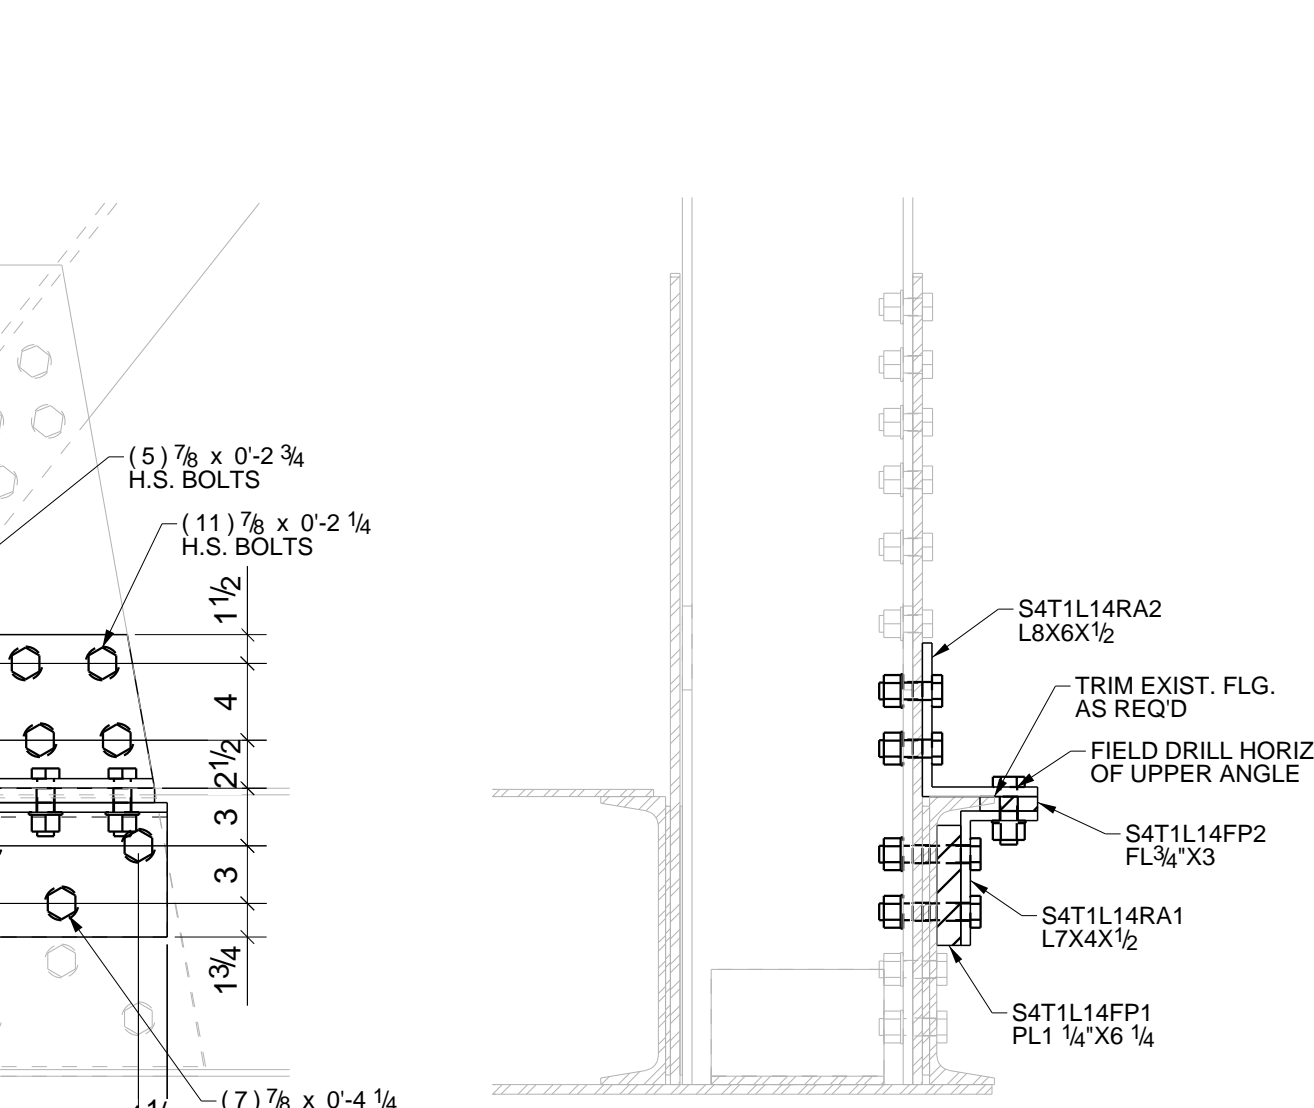 (5) 7/8 x 0'-2 3/4
H.S. BOLTS
(11) 7/8 x 0'-2 1/4
H.S. BOLTS
1 1/2
4
2 1/2
3
3
1 3/4
(7) 7/8 x 0'-4 1/4
S4T1L14RA2
L8X6X1/2
TRIM EXIST. FLG.
AS REQ'D
FIELD DRILL HORIZ
OF UPPER ANGLE
S4T1L14FP2
FL3/4"X3
S4T1L14RA1
L7X4X1/2
S4T1L14FP1
PL1 1/4"X6 1/4